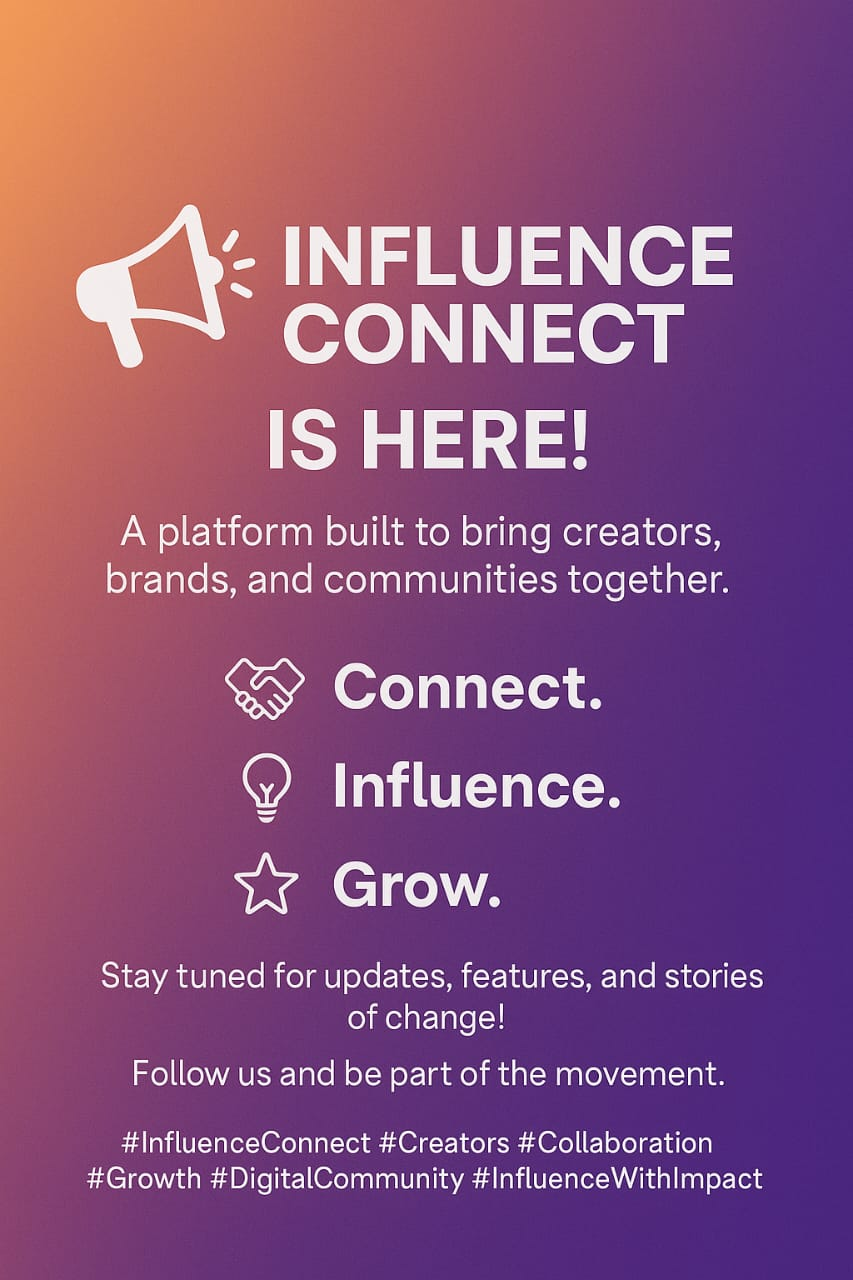 INFLUENCE
CONNECT
IS HERE!
A platform built to bring creators,
brands, and communities together.
Connect.
Influence.
Grow.
Stay tuned for updates, features, and stories
of change!
Follow us and be part of the movement.
#InfluenceConnect #Creators #Collaboration
#Growth #DigitalCommunity #InfluenceWithImpact